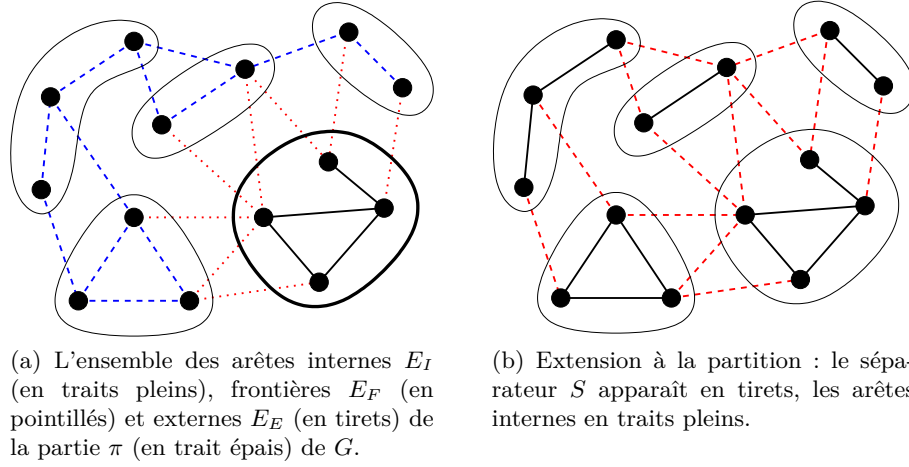 (a) L'ensemble des arêtes internes E_I
(en traits pleins), frontières E_F (en
pointillés) et externes E_E (en tirets) de
la partie π (en trait épais) de G.
(b) Extension à la partition : le sépa-
rateur S apparaît en tirets, les arêtes
internes en traits pleins.